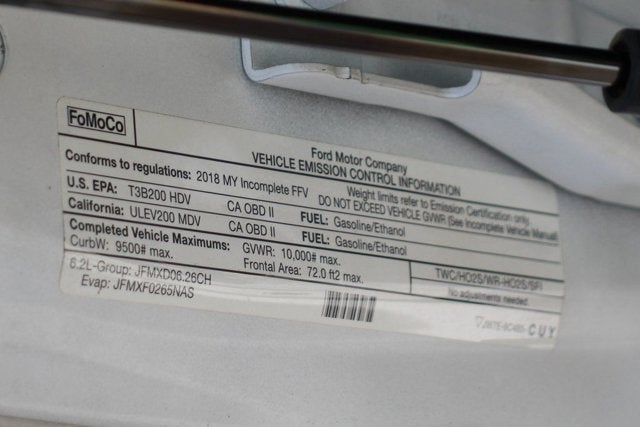 FoMoCo
Ford Motor Company
VEHICLE EMISSION CONTROL INFORMATION
Conforms to regulations: 2018 MY Incomplete FFV
Weight limits refer to Emission Certification only.
DO NOT EXCEED VEHICLE GVWR (See Incomplete Vehicle Manual)
U.S. EPA: T3B200 HDV CA OBD II FUEL: Gasoline/Ethanol
California: ULEV200 MDV CA OBD II FUEL: Gasoline/Ethanol
Completed Vehicle Maximums: GVWR: 10,000# max.
CurbW: 9500# max. Frontal Area: 72.0 ft2 max.
TWC/HO2S/WR-HO2S/SFI
No adjustments needed.
6.2L-Group: JFMXD06.26CH
Evap: JFMXF0265NAS
CUY